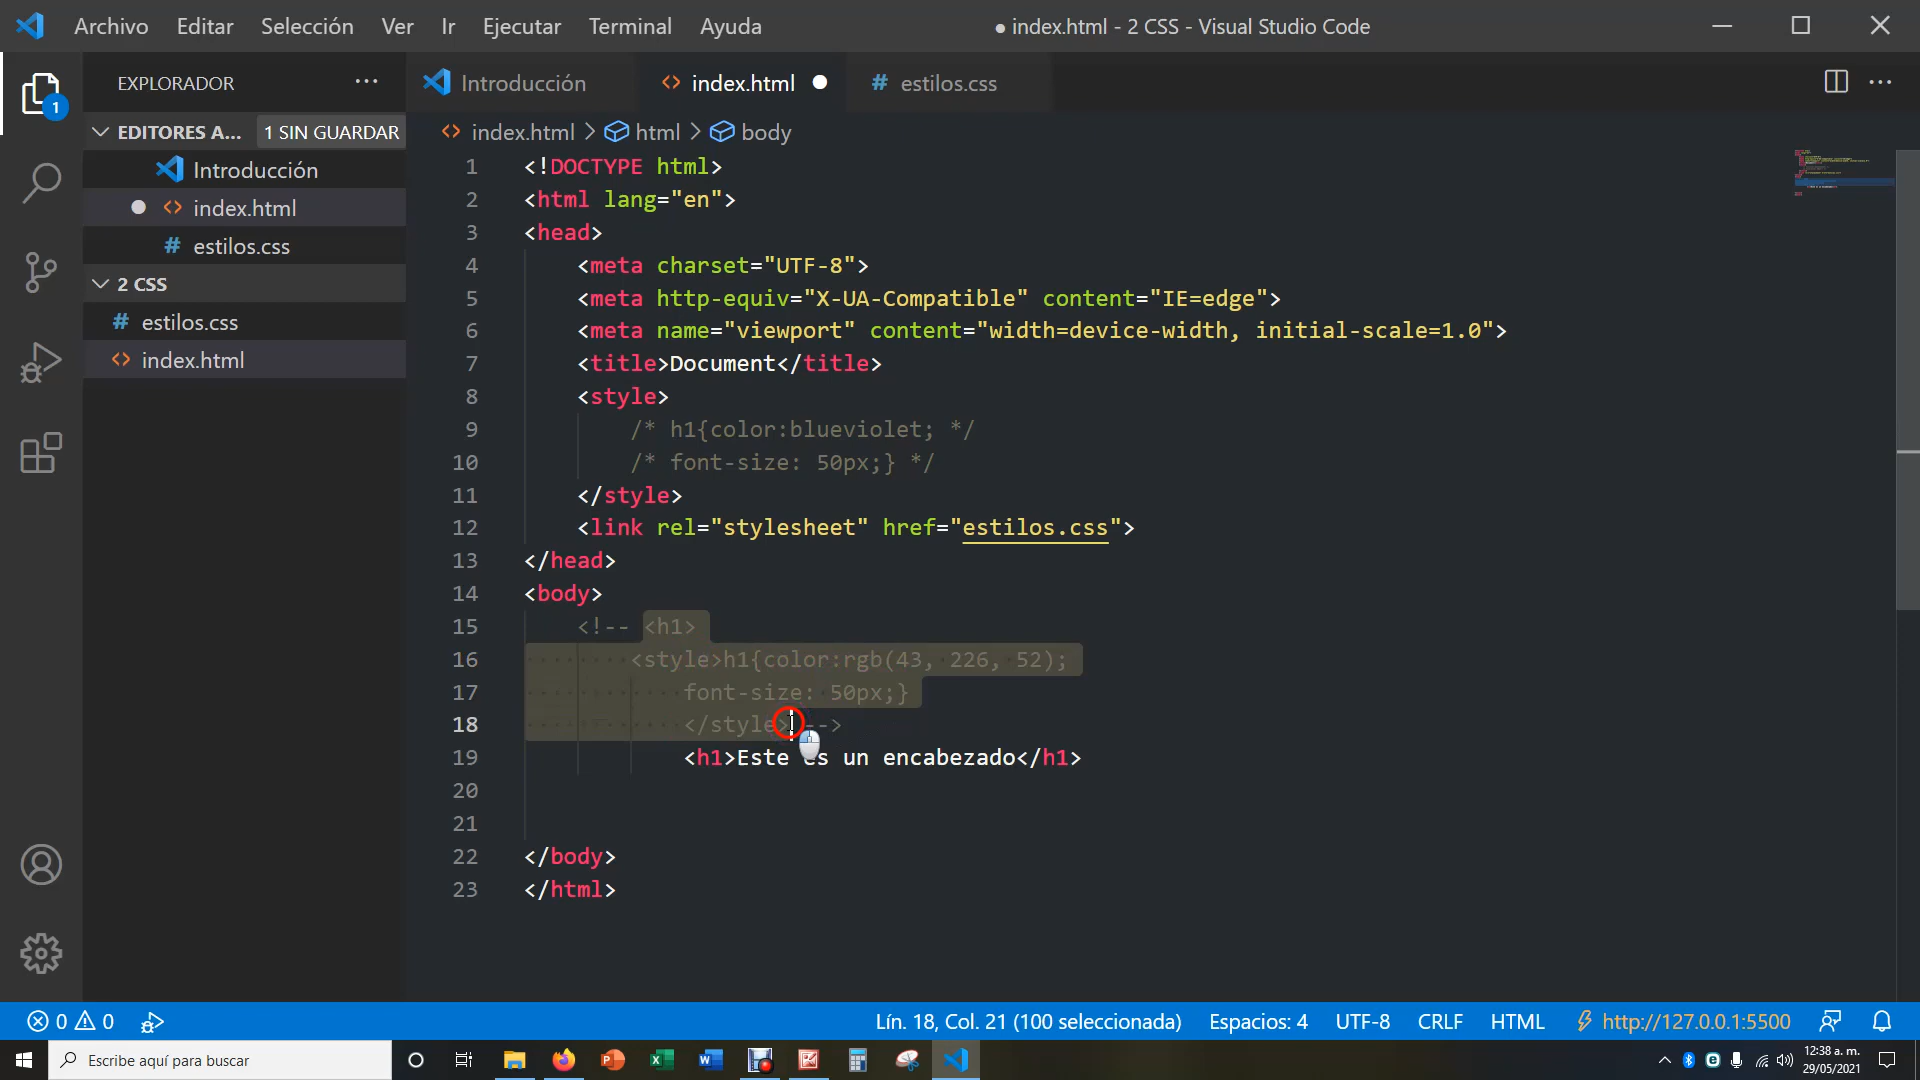 Archivo Editar Selección Ver Ir Ejecutar Terminal Ayuda ● index.html - 2 CSS - Visual Studio Code
EXPLORADOR ···
EDITORES A... 1 SIN GUARDAR
Introducción
index.html
estilos.css
2 CSS
estilos.css
index.html
1
Introducción index.html estilos.css
index.html > html > body
1 <!DOCTYPE html>
2 <html lang="en">
3 <head>
4 <meta charset="UTF-8">
5 <meta http-equiv="X-UA-Compatible" content="IE=edge">
6 <meta name="viewport" content="width=device-width, initial-scale=1.0">
7 <title>Document</title>
8 <style>
9 /* h1{color:blueviolet; */
10 /* font-size: 50px;} */
11 </style>
12 <link rel="stylesheet" href="estilos.css">
13 </head>
14 <body>
15 <!-- <h1>
16 <style>h1{color:rgb(43, 226, 52);
17 font-size: 50px;}
18 </style> -->
19 <h1>Este es un encabezado</h1>
20
21
22 </body>
23 </html>
0 0 Lín. 18, Col. 21 (100 seleccionada) Espacios: 4 UTF-8 CRLF HTML http://127.0.0.1:5500
Escribe aquí para buscar
12:38 a. m.
29/05/2021